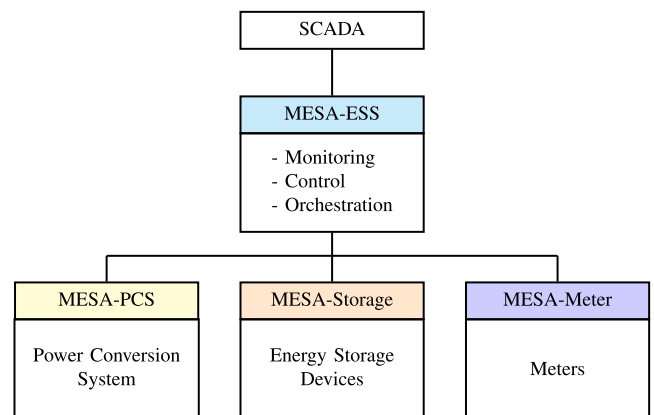 SCADA
MESA-ESS
- Monitoring
- Control
- Orchestration
MESA-PCS
Power Conversion
System
MESA-Storage
Energy Storage
Devices
MESA-Meter
Meters